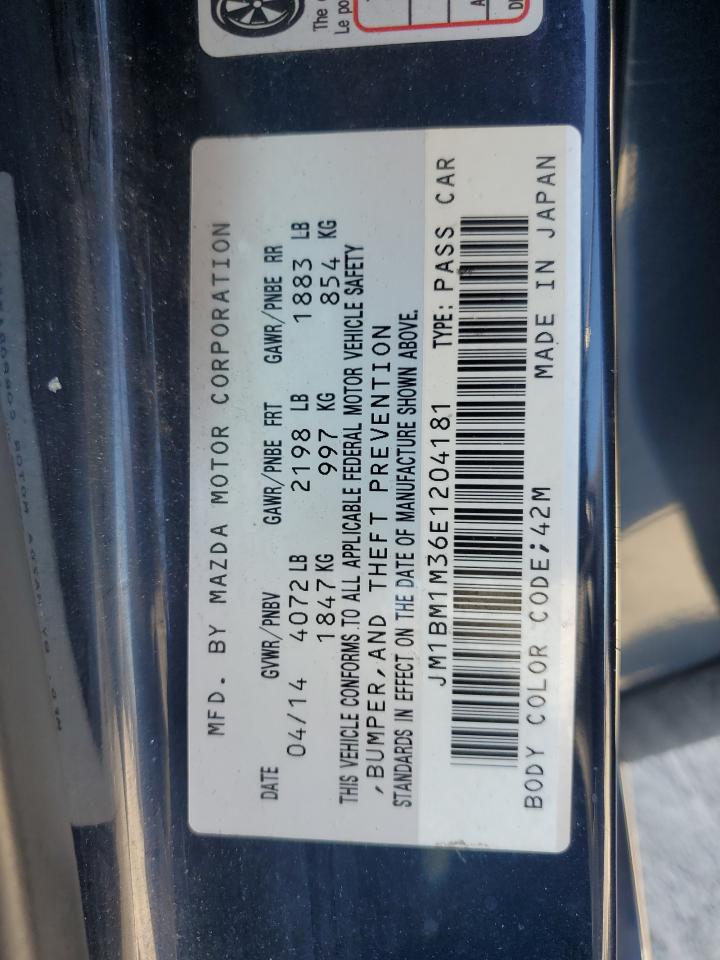 The
Le po
A
MFD. BY MAZDA MOTOR CORPORATION
DATE GVWR/PNBV GAWR/PNBE FRT GAWR/PNBE RR
04/14 4072 LB 2198 LB 1883 LB
1847 KG 997 KG 854 KG
THIS VEHICLE CONFORMS TO ALL APPLICABLE FEDERAL MOTOR VEHICLE SAFETY
,BUMPER,AND THEFT PREVENTION
STANDARDS IN EFFECT ON THE DATE OF MANUFACTURE SHOWN ABOVE.
JM1BM1M36E1204181 TYPE: PASS CAR
BODY COLOR CODE;42M MADE IN JAPAN